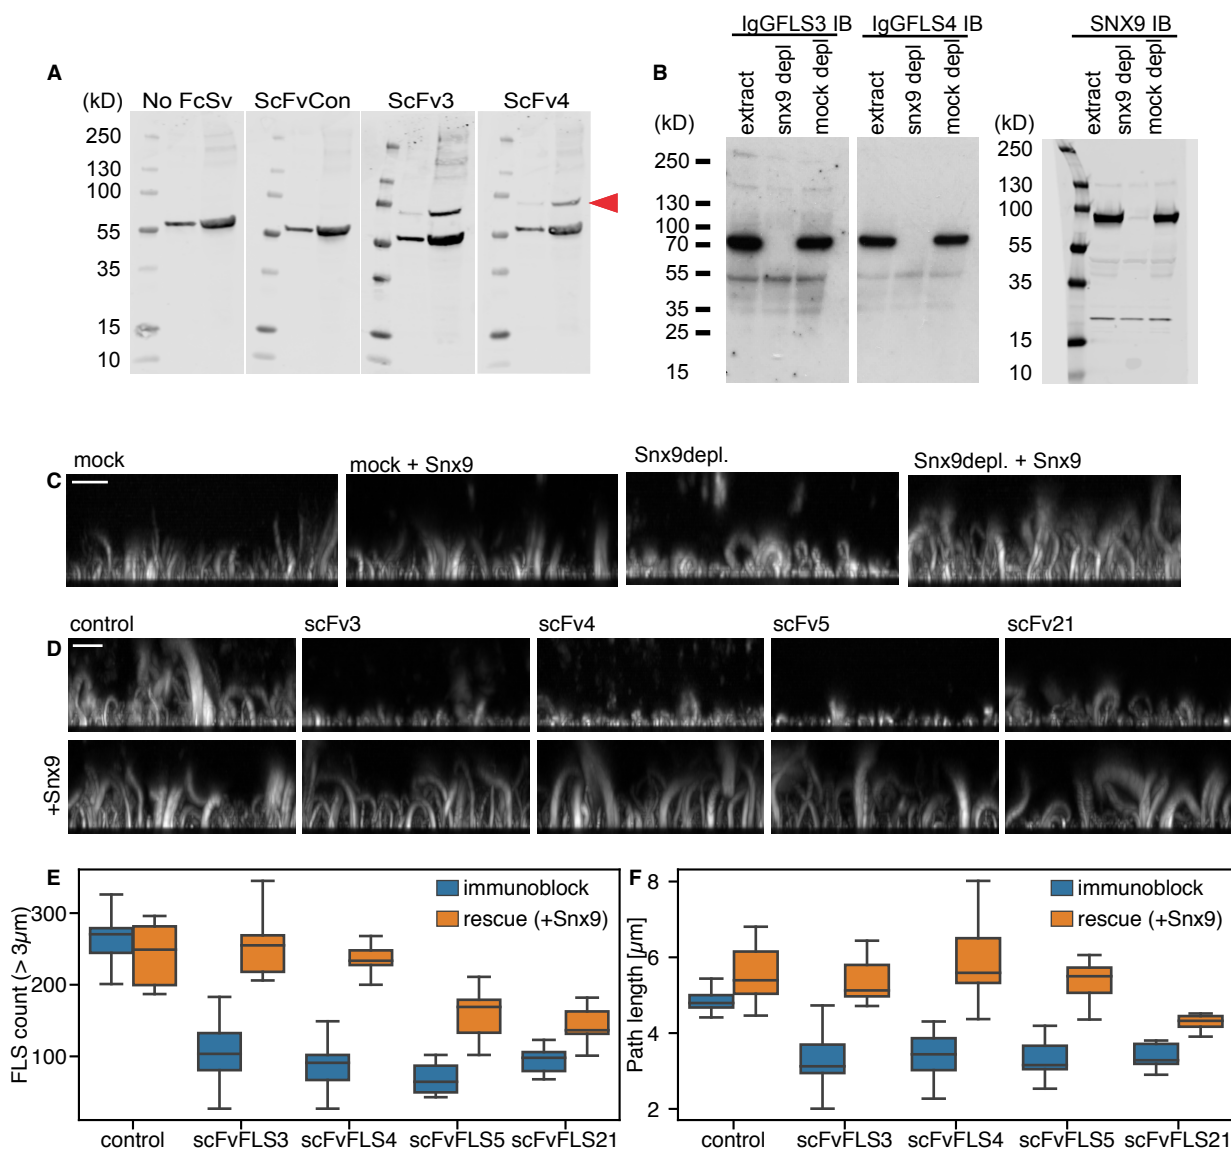 A
(kD)
No FcSv
ScFvCon
ScFv3
ScFv4
250
130
100
55
35
15
10
B
IgGFLS3 IB
IgGFLS4 IB
SNX9 IB
extract
snx9 depl
mock depl
extract
snx9 depl
mock depl
extract
snx9 depl
mock depl
(kD)
250
130
100
70
55
35
25
15
(kD)
250
130
100
55
35
15
10
C
mock
mock + Snx9
Snx9depl.
Snx9depl. + Snx9
D
control
scFv3
scFv4
scFv5
scFv21
+Snx9
E
immunoblock
rescue (+Snx9)
FLS count (> 3µm)
300
200
100
control
scFvFLS3
scFvFLS4
scFvFLS5
scFvFLS21
F
immunoblock
rescue (+Snx9)
Path length [µm]
8
6
4
2
control
scFvFLS3
scFvFLS4
scFvFLS5
scFvFLS21